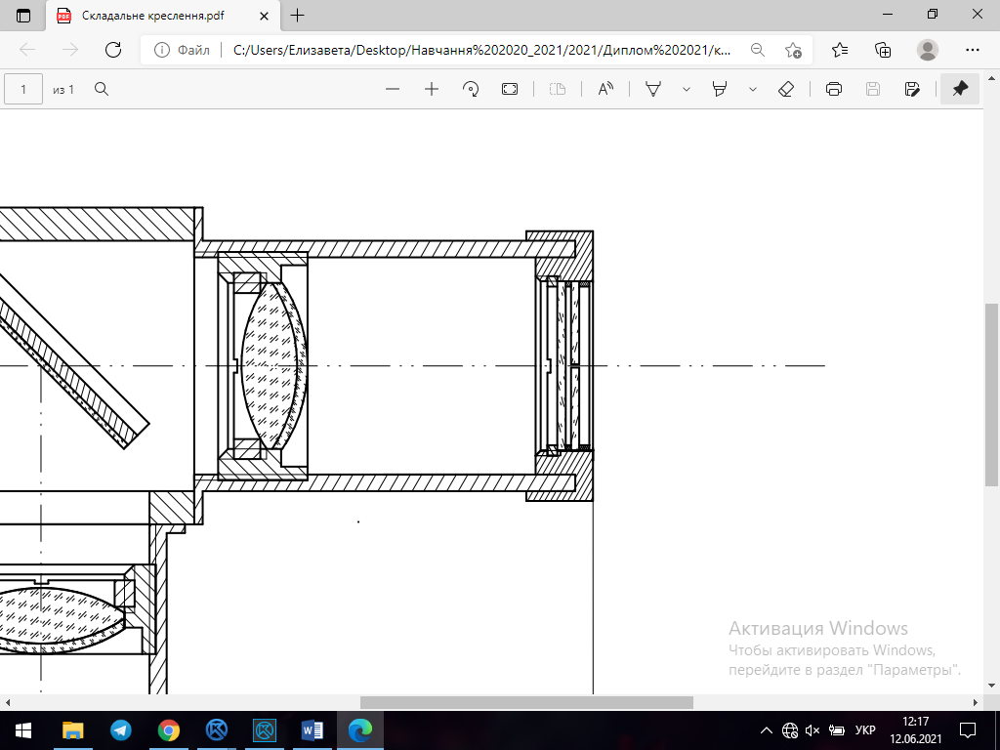 Складальне креслення.pdf
Файл
C:/Users/Елизавета/Desktop/Навчання%202020_2021/2021/Диплом%202021/к...
1
из 1
Активация Windows
Чтобы активировать Windows,
перейдите в раздел "Параметры".
УКР
12:17
12.06.2021